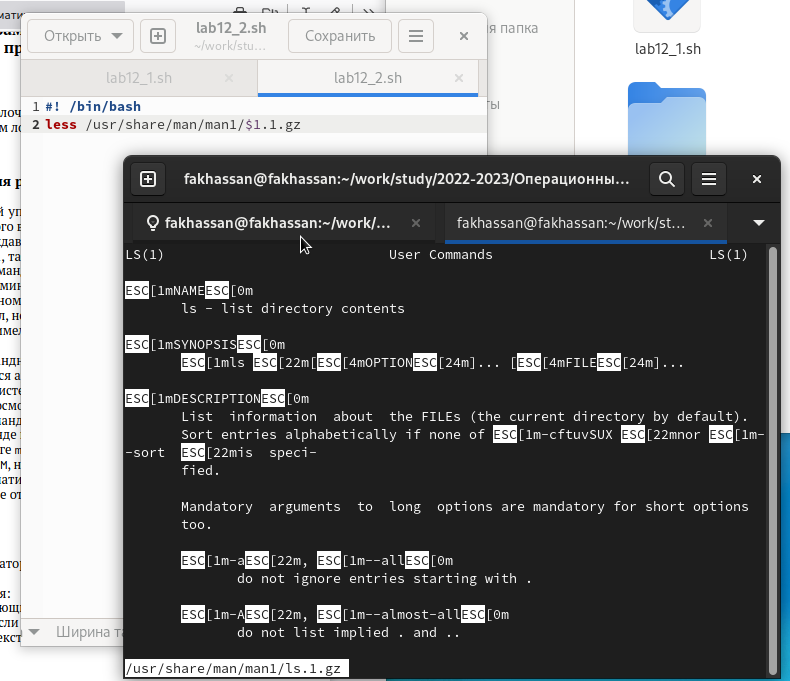 Открыть
lab12_2.sh
~/work/stu...
Сохранить
lab12_1.sh
lab12_2.sh
1 #! /bin/bash
2 less /usr/share/man/man1/$1.1.gz
папка
lab12_1.sh
fakhassan@fakhassan:~/work/study/2022-2023/Операционны...
fakhassan@fakhassan:~/work/...
fakhassan@fakhassan:~/work/st...
LS(1) User Commands LS(1)
ESC[1mNAMEESC[0m
ls - list directory contents
ESC[1mSYNOPSISESC[0m
ESC[1mls ESC[22m[ESC[4mOPTIONESC[24m]... [ESC[4mFILEESC[24m]...
ESC[1mDESCRIPTIONESC[0m
List information about the FILEs (the current directory by default).
Sort entries alphabetically if none of ESC[1m-cftuvSUX ESC[22mnor ESC[1m-
-sort ESC[22mis speci-
fied.
Mandatory arguments to long options are mandatory for short options
too.
ESC[1m-aESC[22m, ESC[1m--allESC[0m
do not ignore entries starting with .
ESC[1m-AESC[22m, ESC[1m--almost-allESC[0m
do not list implied . and ..
/usr/share/man/man1/ls.1.gz
Ширина